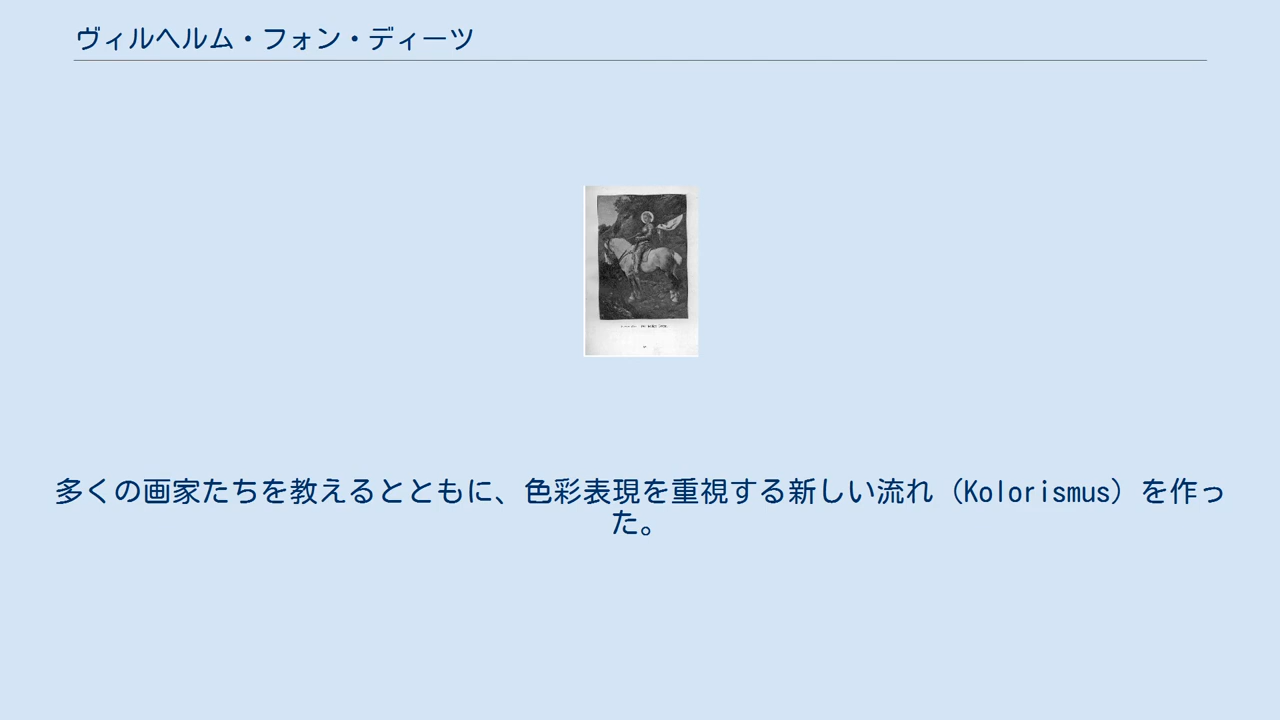 ヴィルヘルム・フォン・ディーツ
多くの画家たちを教えるとともに、色彩表現を重視する新しい流れ（Kolorismus）を作っ
た。